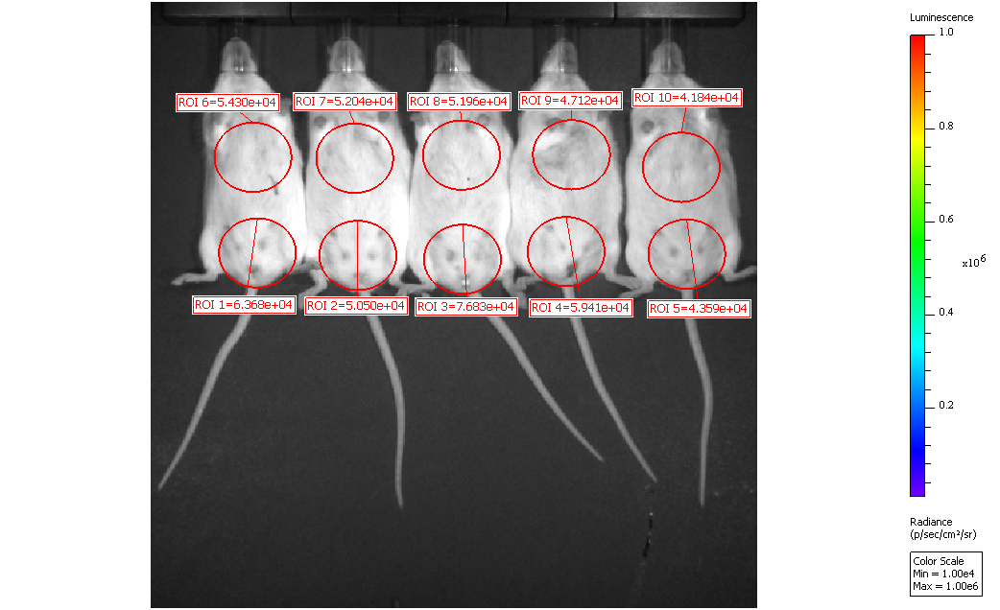 ROI 6=5.430e+04
ROI 7=5.204e+04
ROI 8=5.196e+04
ROI 9=4.712e+04
ROI 10=4.184e+04
ROI 1=6.368e+04
ROI 2=5.050e+04
ROI 3=7.683e+04
ROI 4=5.941e+04
ROI 5=4.359e+04
Luminescence
1.0
0.8
0.6
x10⁶
0.4
0.2
Radiance
(p/sec/cm²/sr)
Color Scale
Min = 1.00e4
Max = 1.00e6